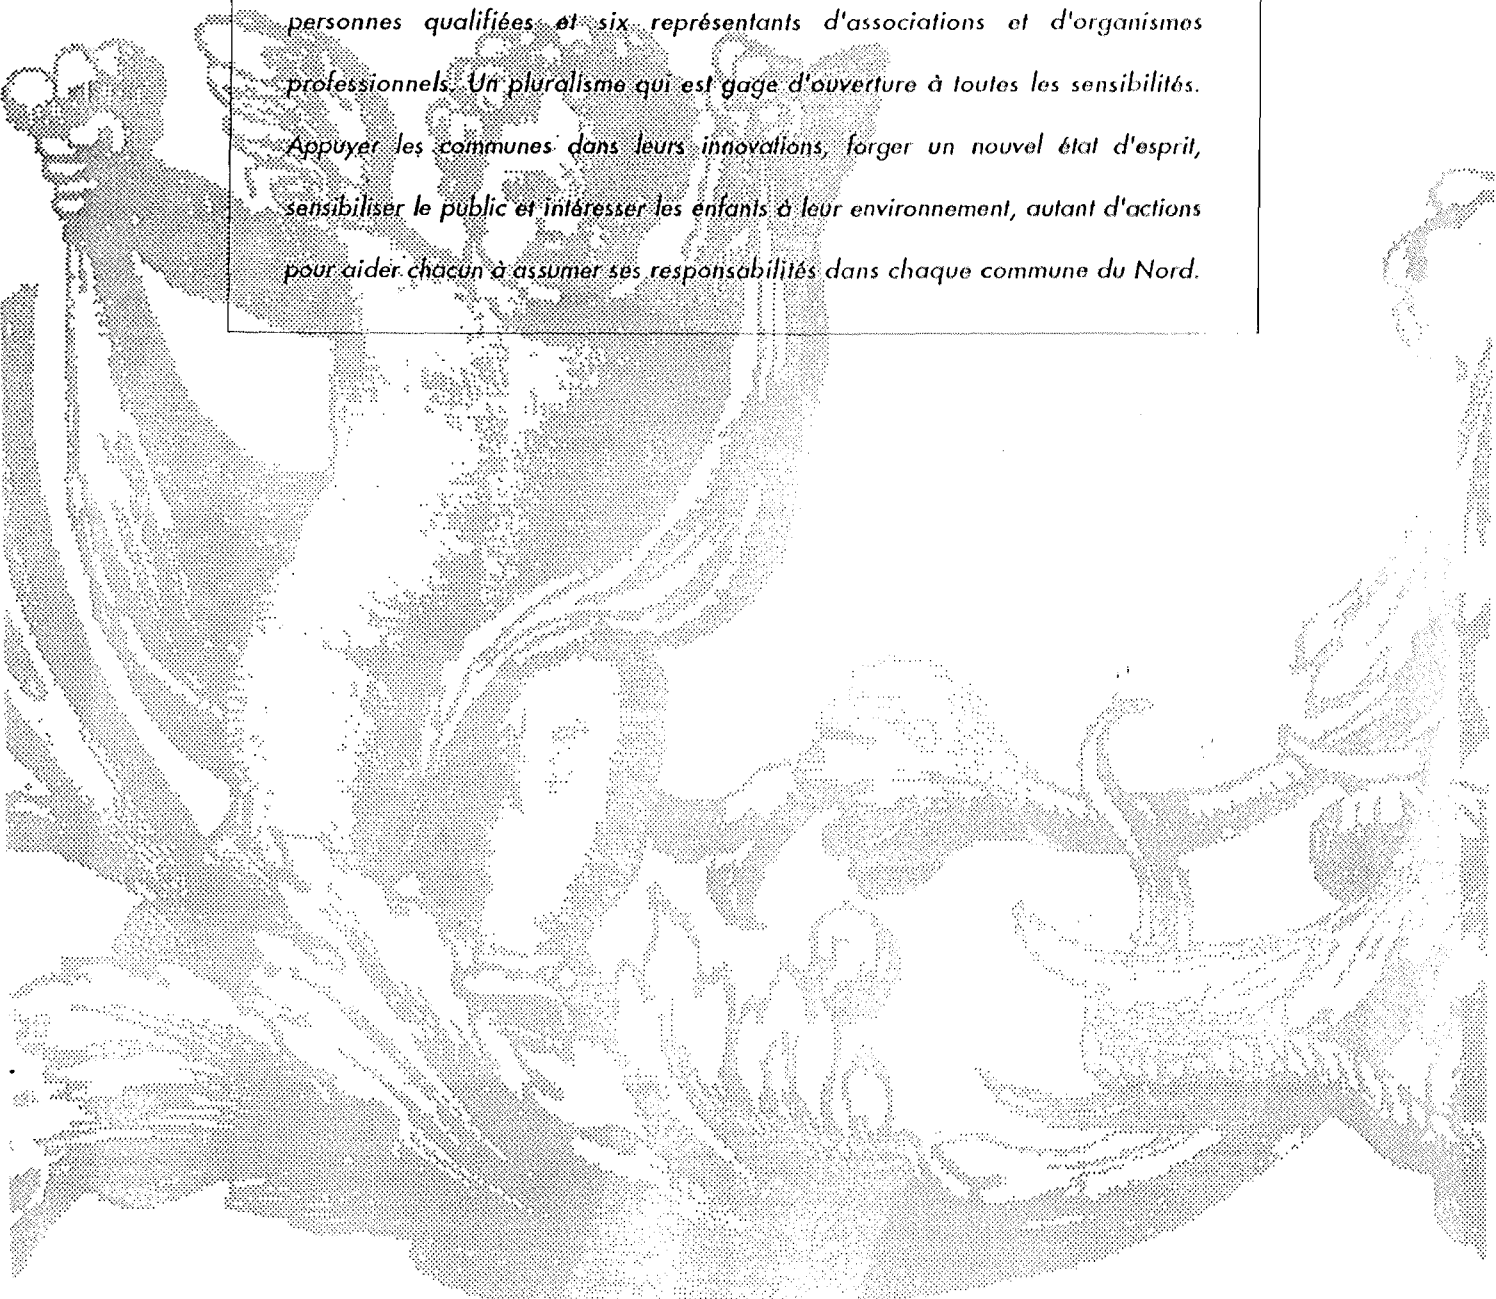 personnes qualifiées et six représentants d'associations et d'organismes
professionnels. Un pluralisme qui est gage d'ouverture à toutes les sensibilités.
Appuyer les communes dans leurs innovations, forger un nouvel état d'esprit,
sensibiliser le public et intéresser les enfants à leur environnement, autant d'actions
pour aider chacun à assumer ses responsabilités dans chaque commune du Nord.